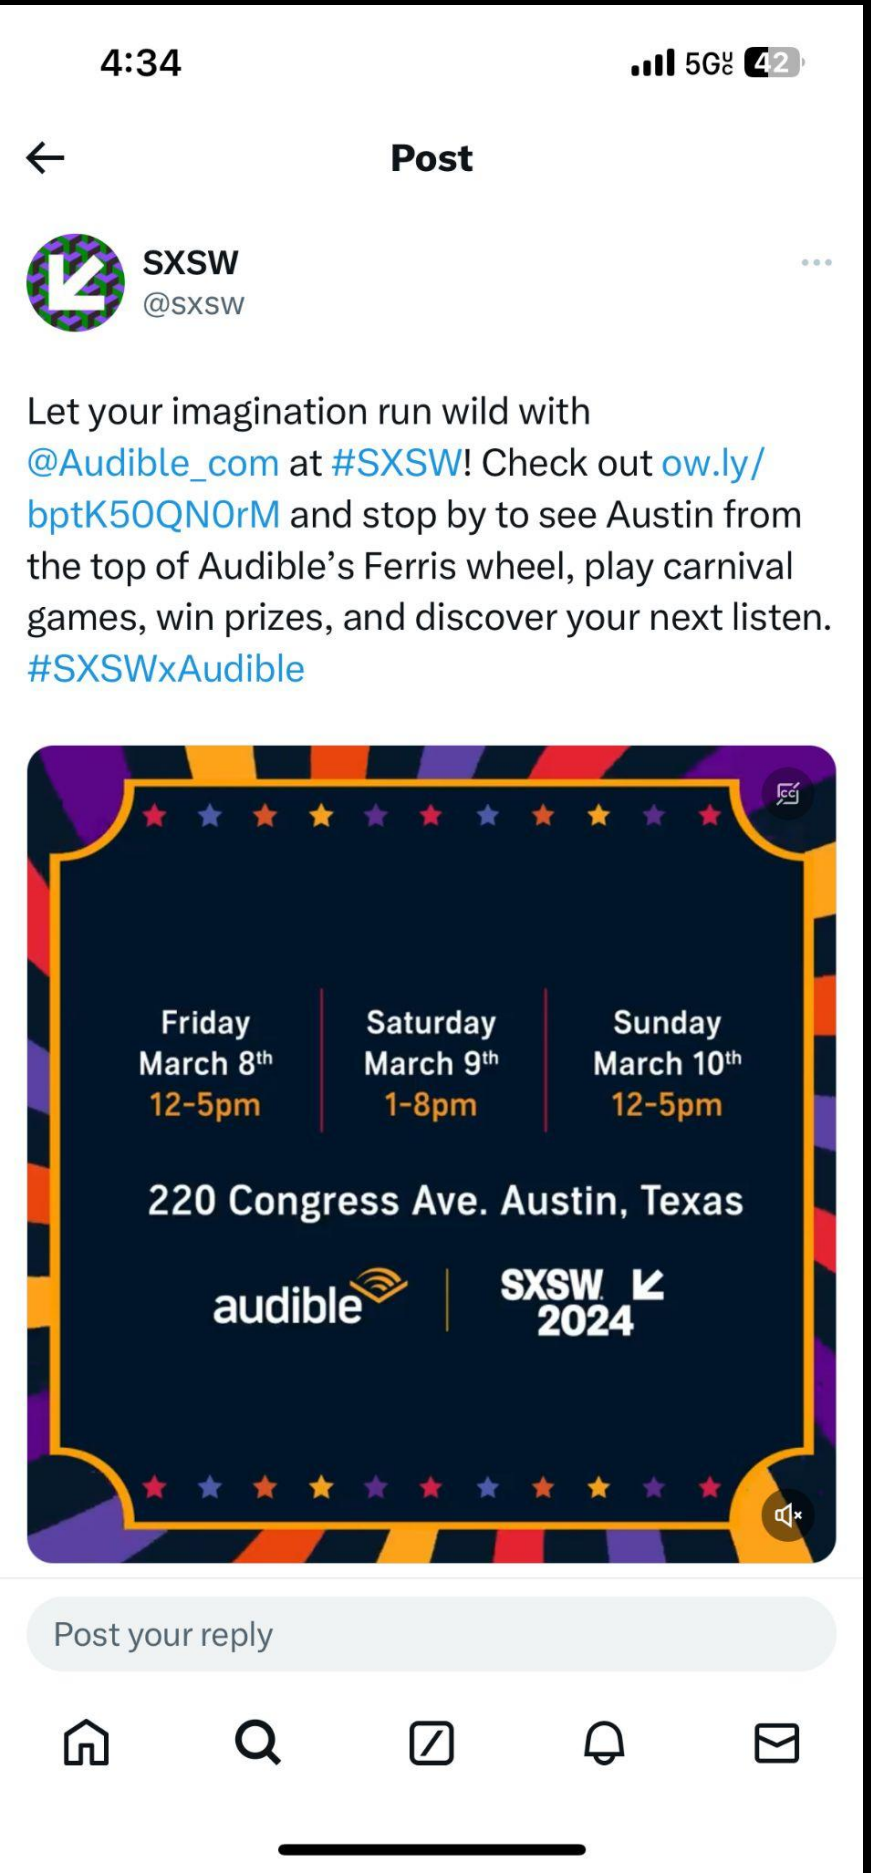 4:34
5GUC 42
Post
SXSW
@sxsw
Let your imagination run wild with
@Audible_com at #SXSW! Check out ow.ly/
bptK50QN0rM and stop by to see Austin from
the top of Audible’s Ferris wheel, play carnival
games, win prizes, and discover your next listen.
#SXSWxAudible
CC
Friday
March 8th
12-5pm
Saturday
March 9th
1-8pm
Sunday
March 10th
12-5pm
220 Congress Ave. Austin, Texas
audible
SXSW
2024
Post your reply